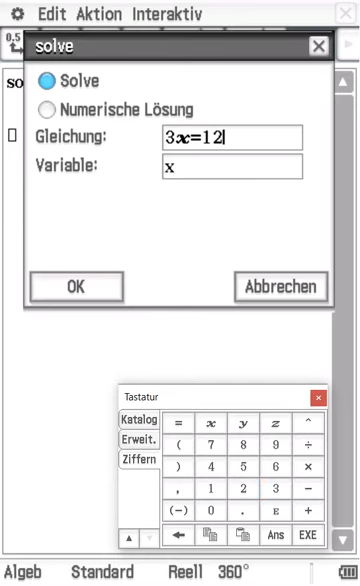 Edit Aktion Interaktiv
0.5
solve
so
Solve
Numerische Lösung
Gleichung: 3x=12
Variable: x
OK Abbrechen
Tastatur
Katalog = x y z ^
Erweit. ( 7 8 9 ÷
Ziffern ) 4 5 6 ×
, 1 2 3 −
(−) 0 . E +
Ans EXE
Algeb Standard Reell 360°